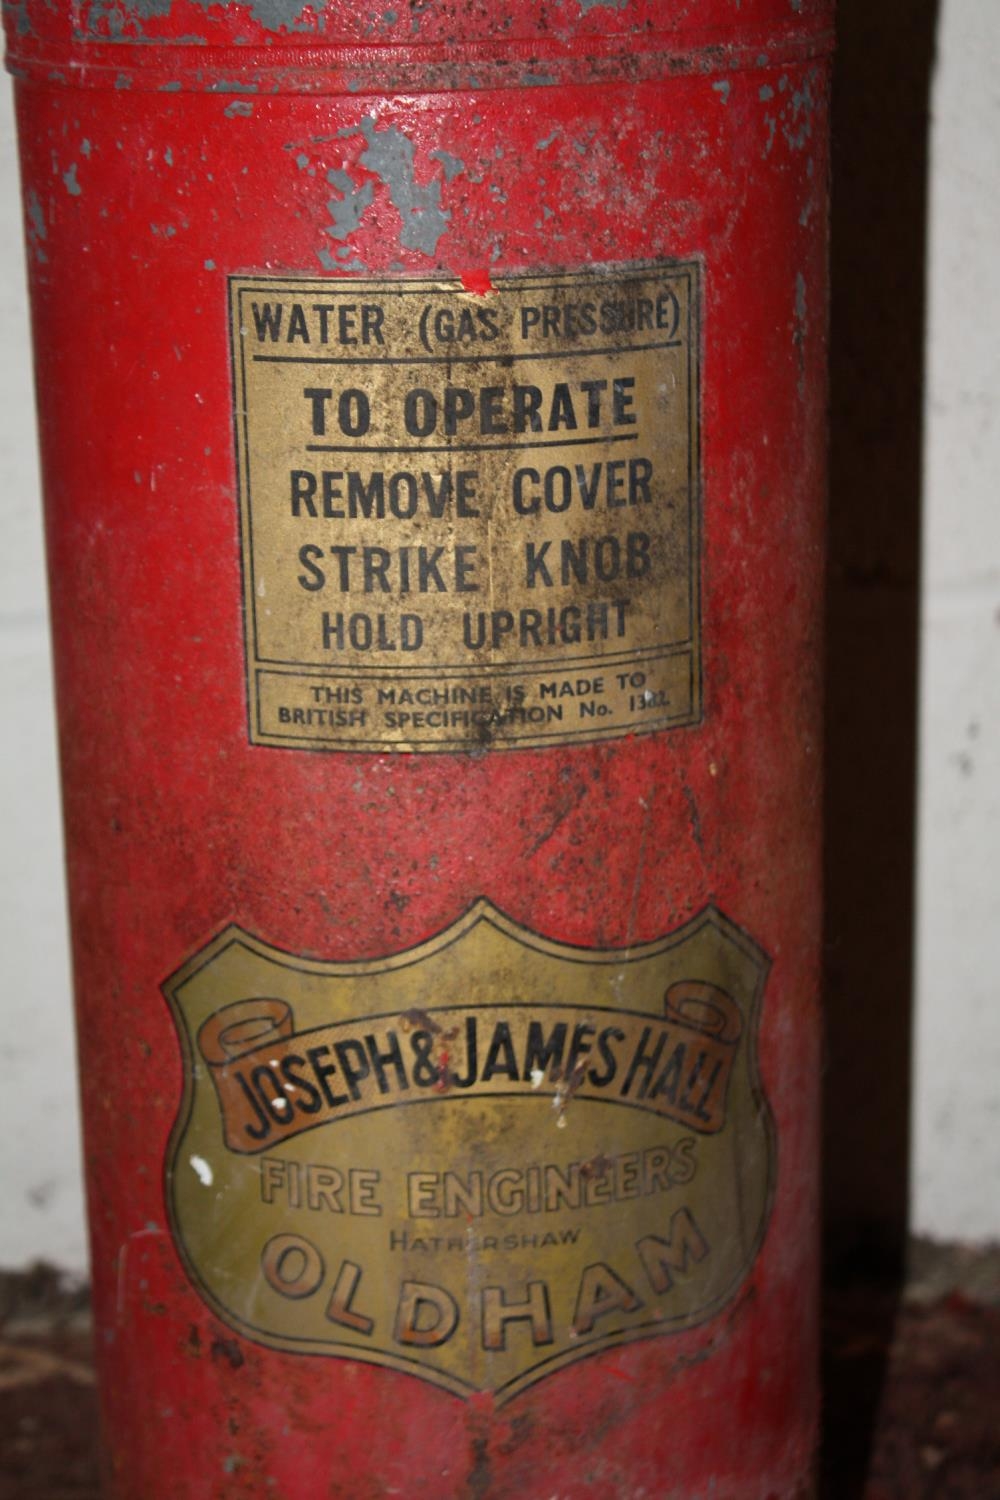 WATER (GAS PRESSURE)
TO OPERATE
REMOVE COVER
STRIKE KNOB
HOLD UPRIGHT
THIS MACHINE IS MADE TO
BRITISH SPECIFICATION No. 1382.
JOSEPH & JAMES HALL
FIRE ENGINEERS
HATHERSHAW
OLDHAM